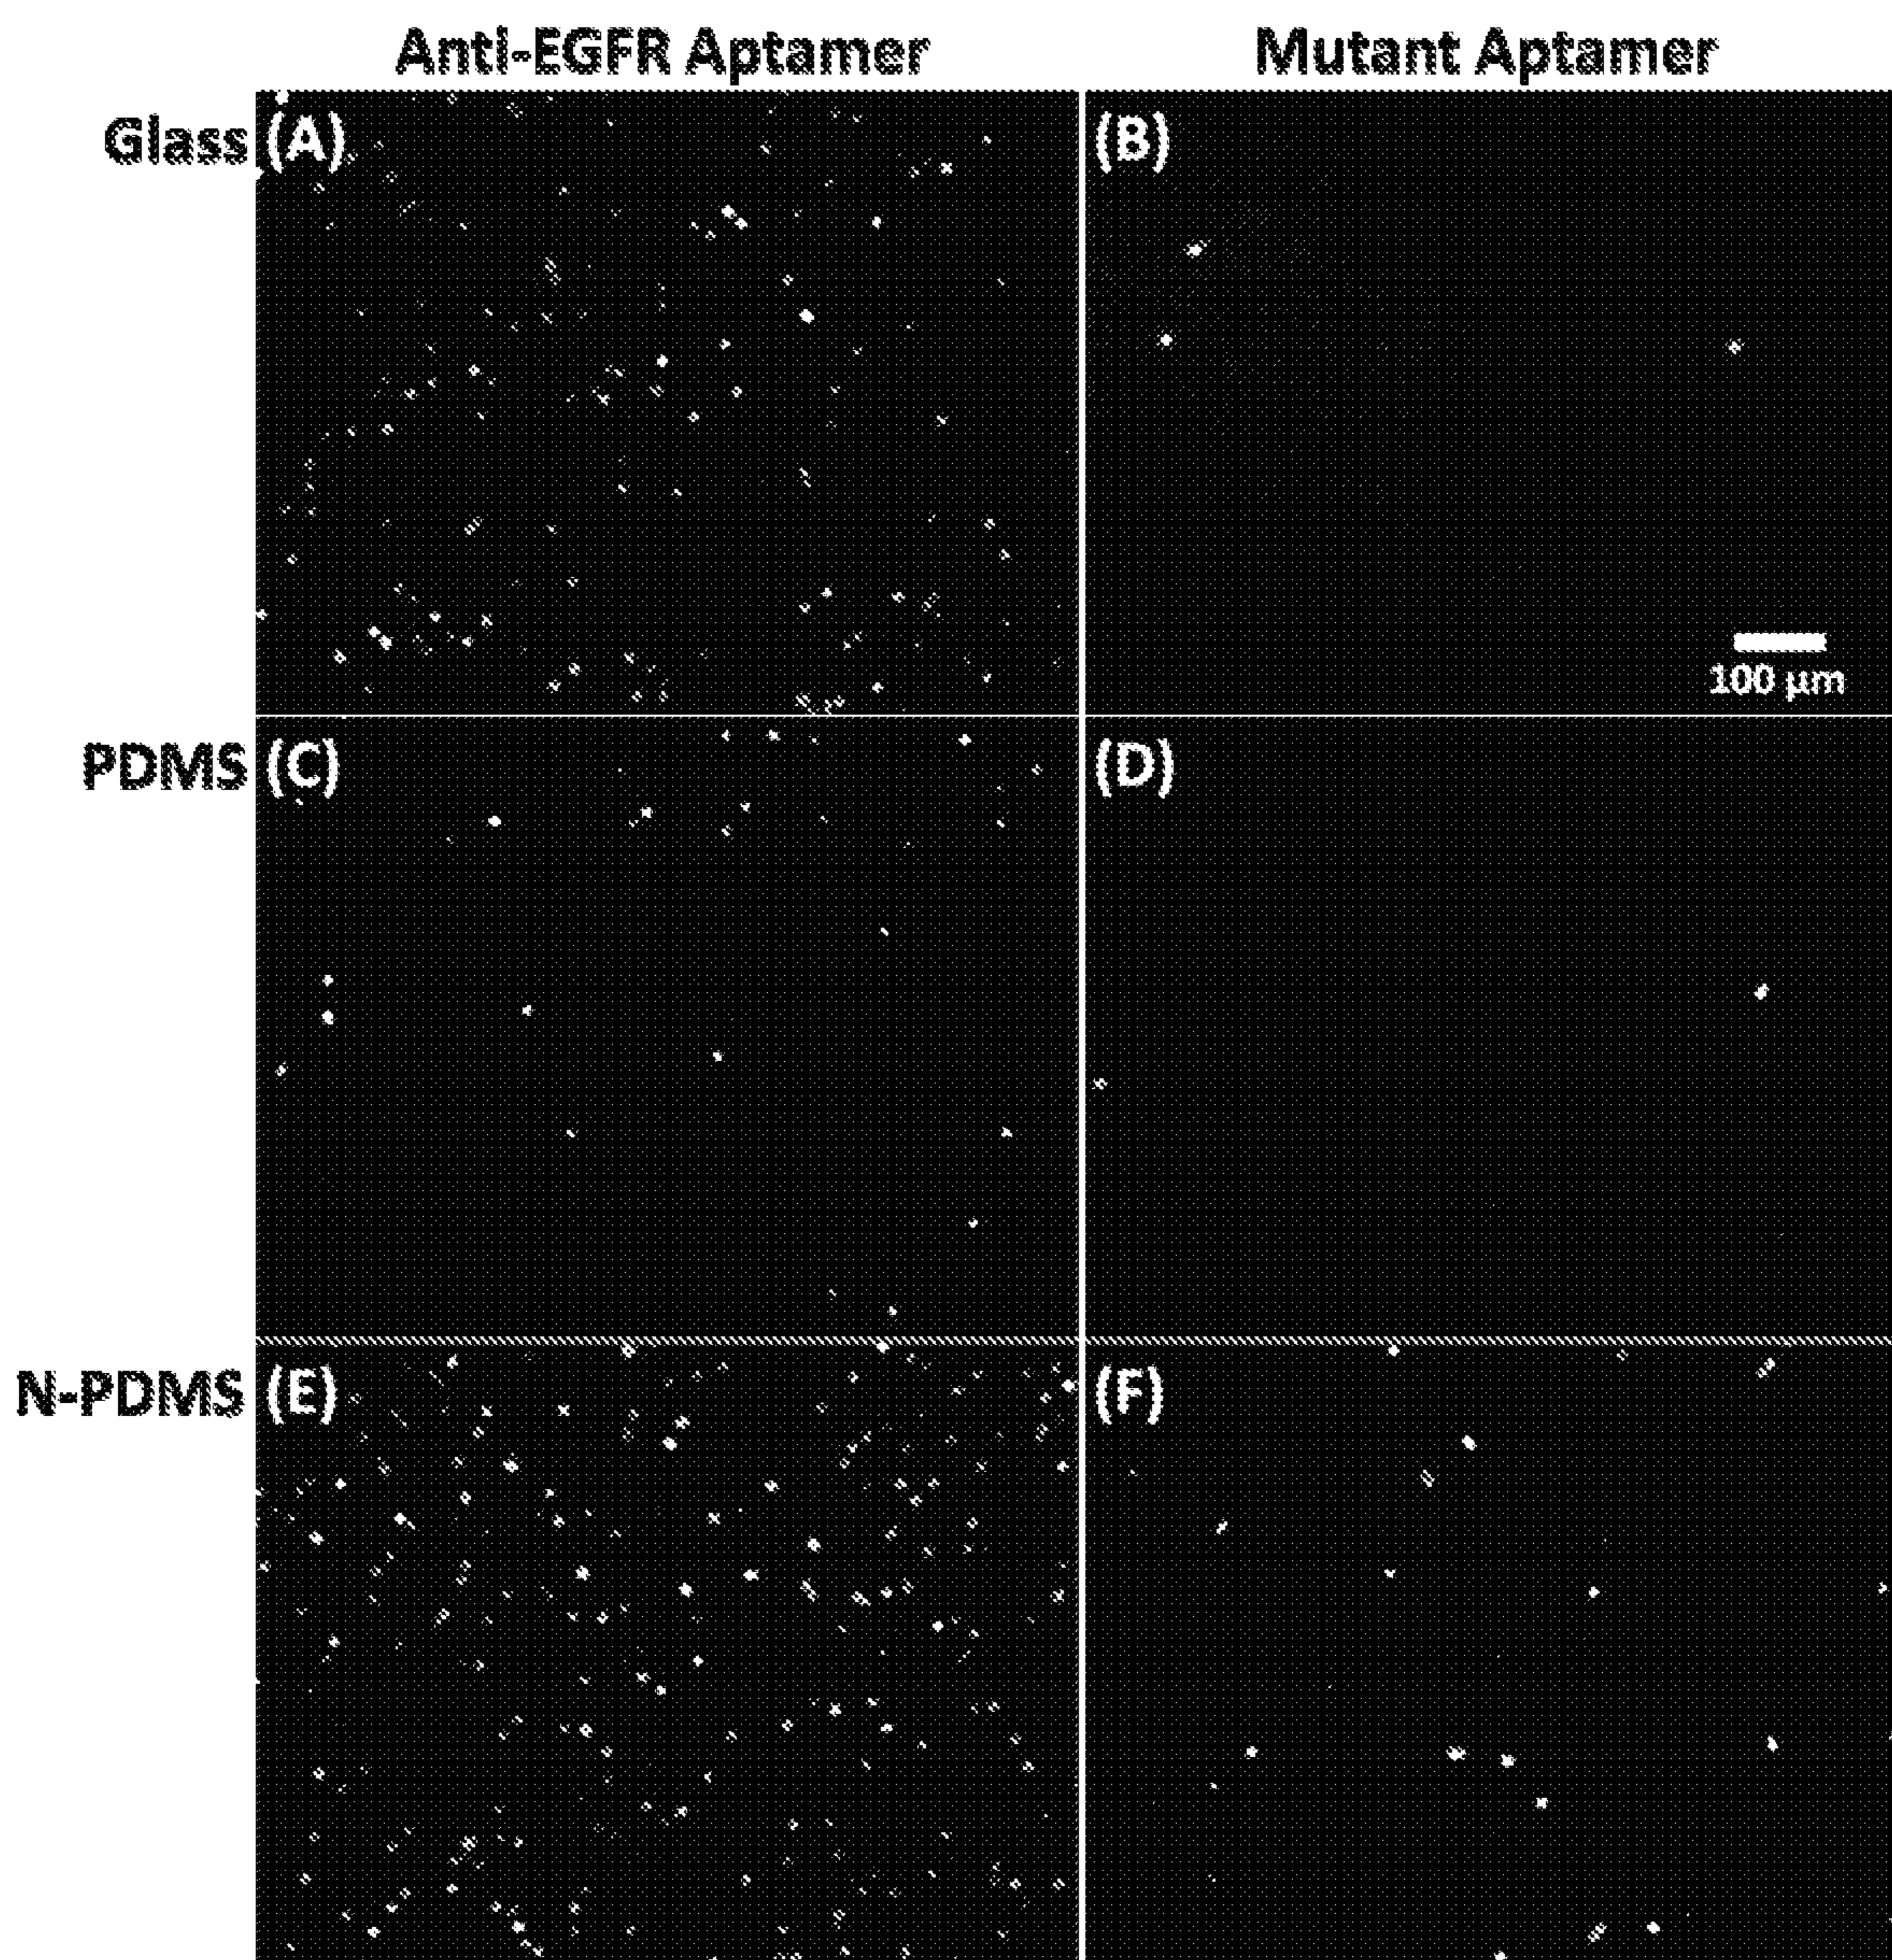 Anti-EGFR Aptamer Mutant Aptamer
Glass (A) (B)
100 µm
PDMS (C) (D)
N-PDMS (E) (F)